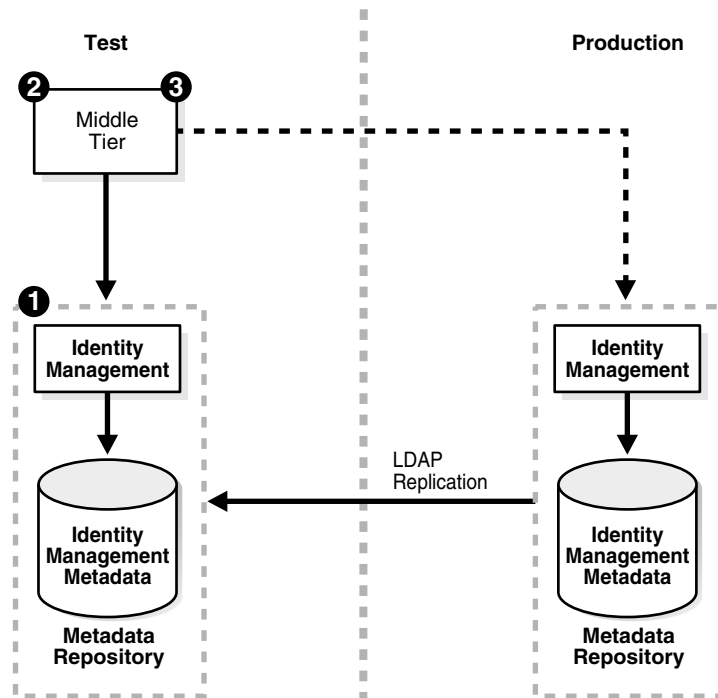 Test
Production
2
3
Middle
Tier
1
Identity
Management
Identity
Management
LDAP
Replication
Identity
Management
Metadata
Identity
Management
Metadata
Metadata
Repository
Metadata
Repository